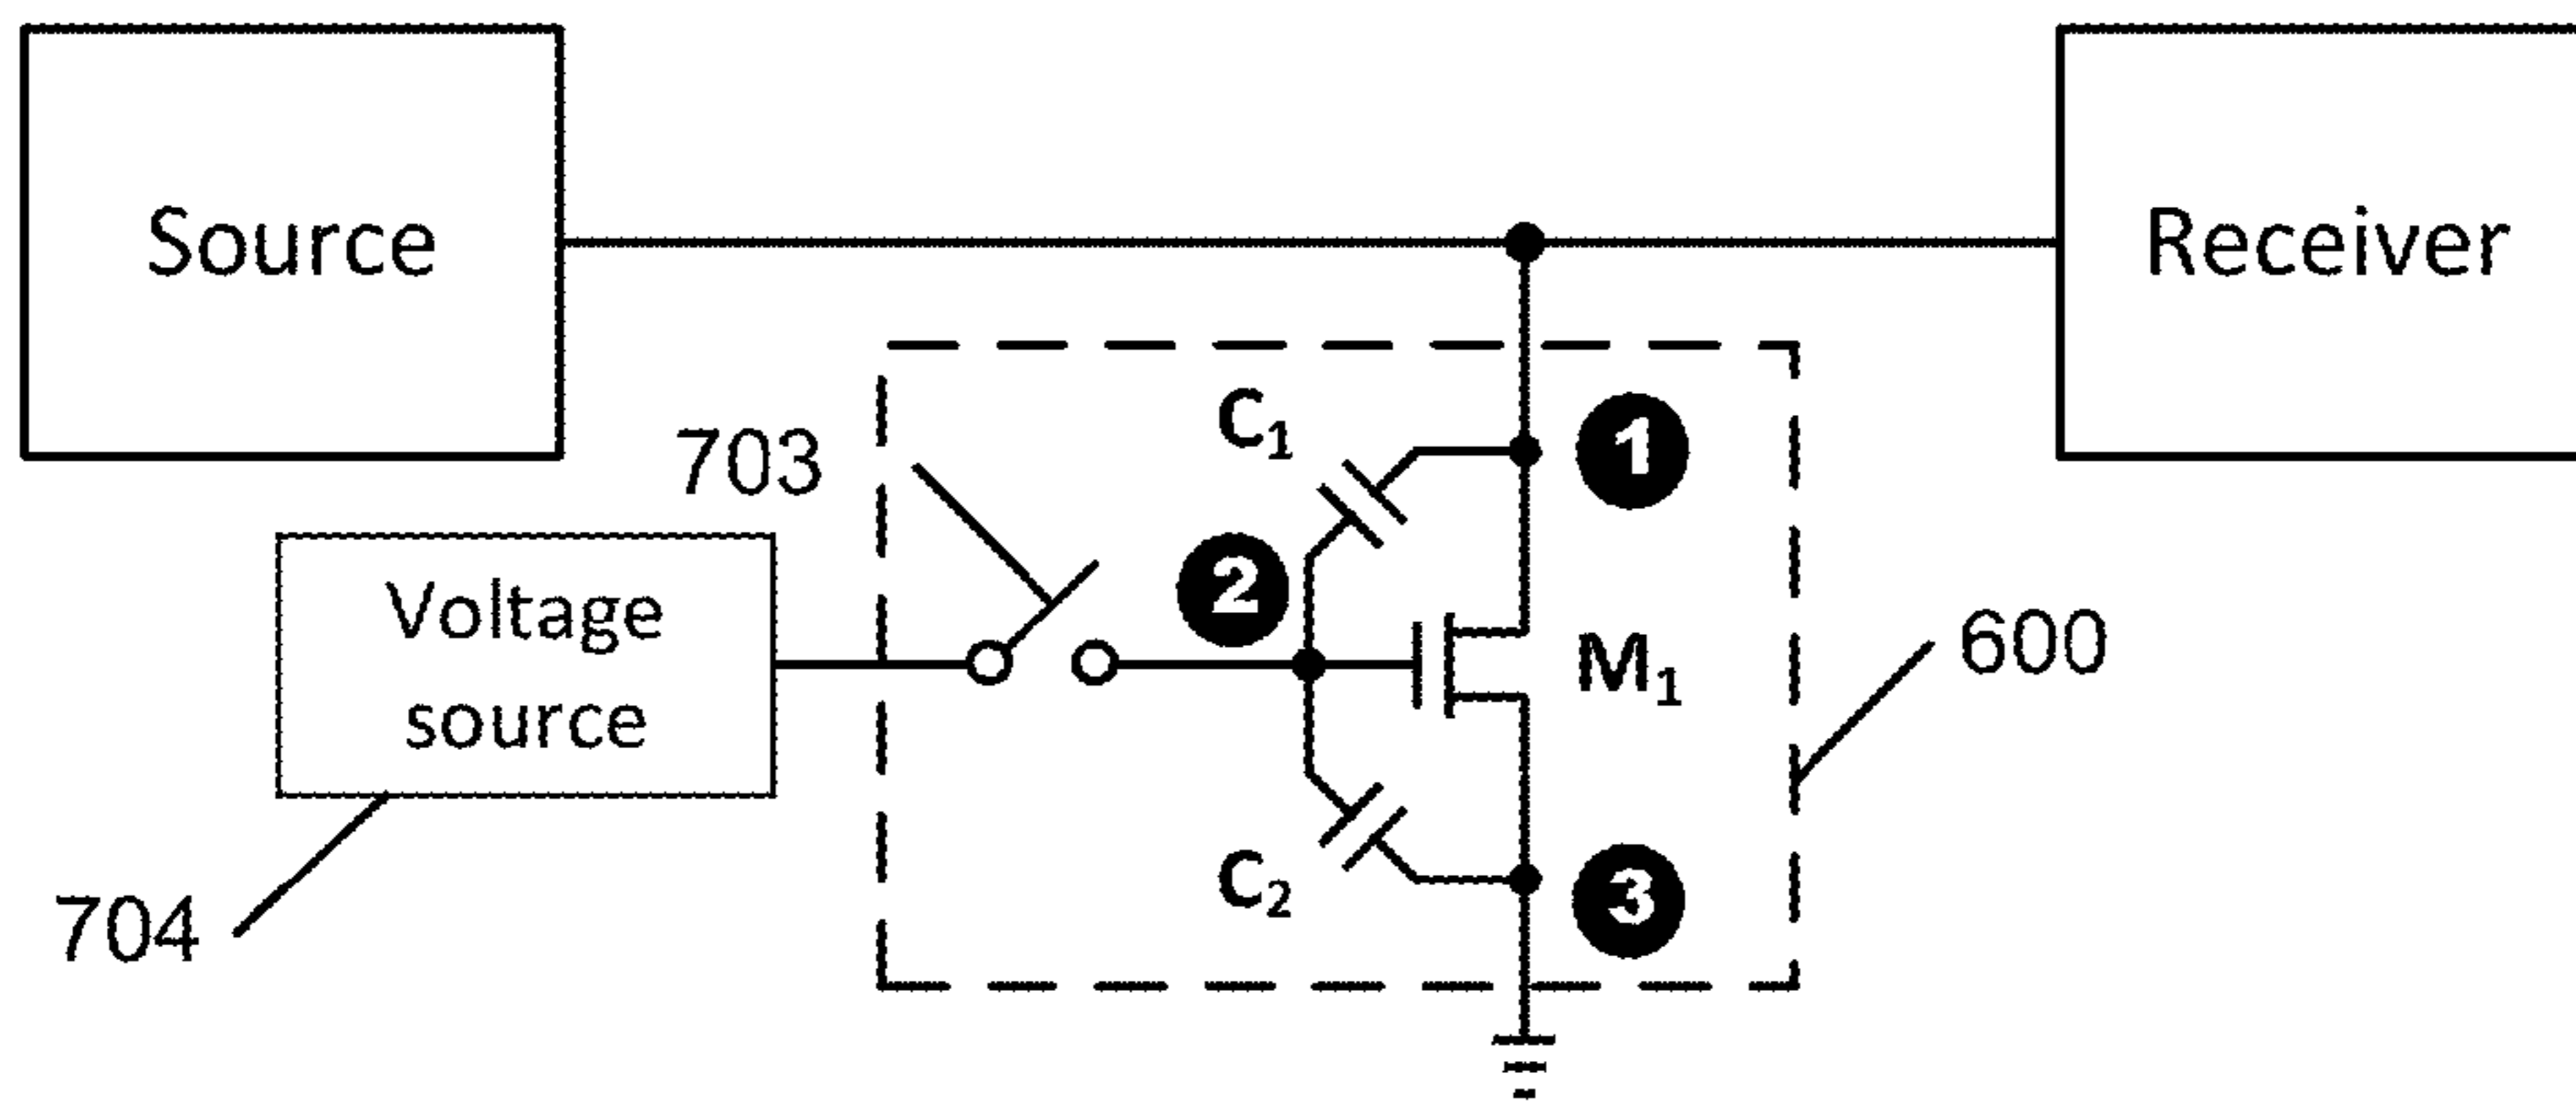 Source
Receiver
C₁
1
703
2
Voltage
source
M₁
600
C₂
3
704